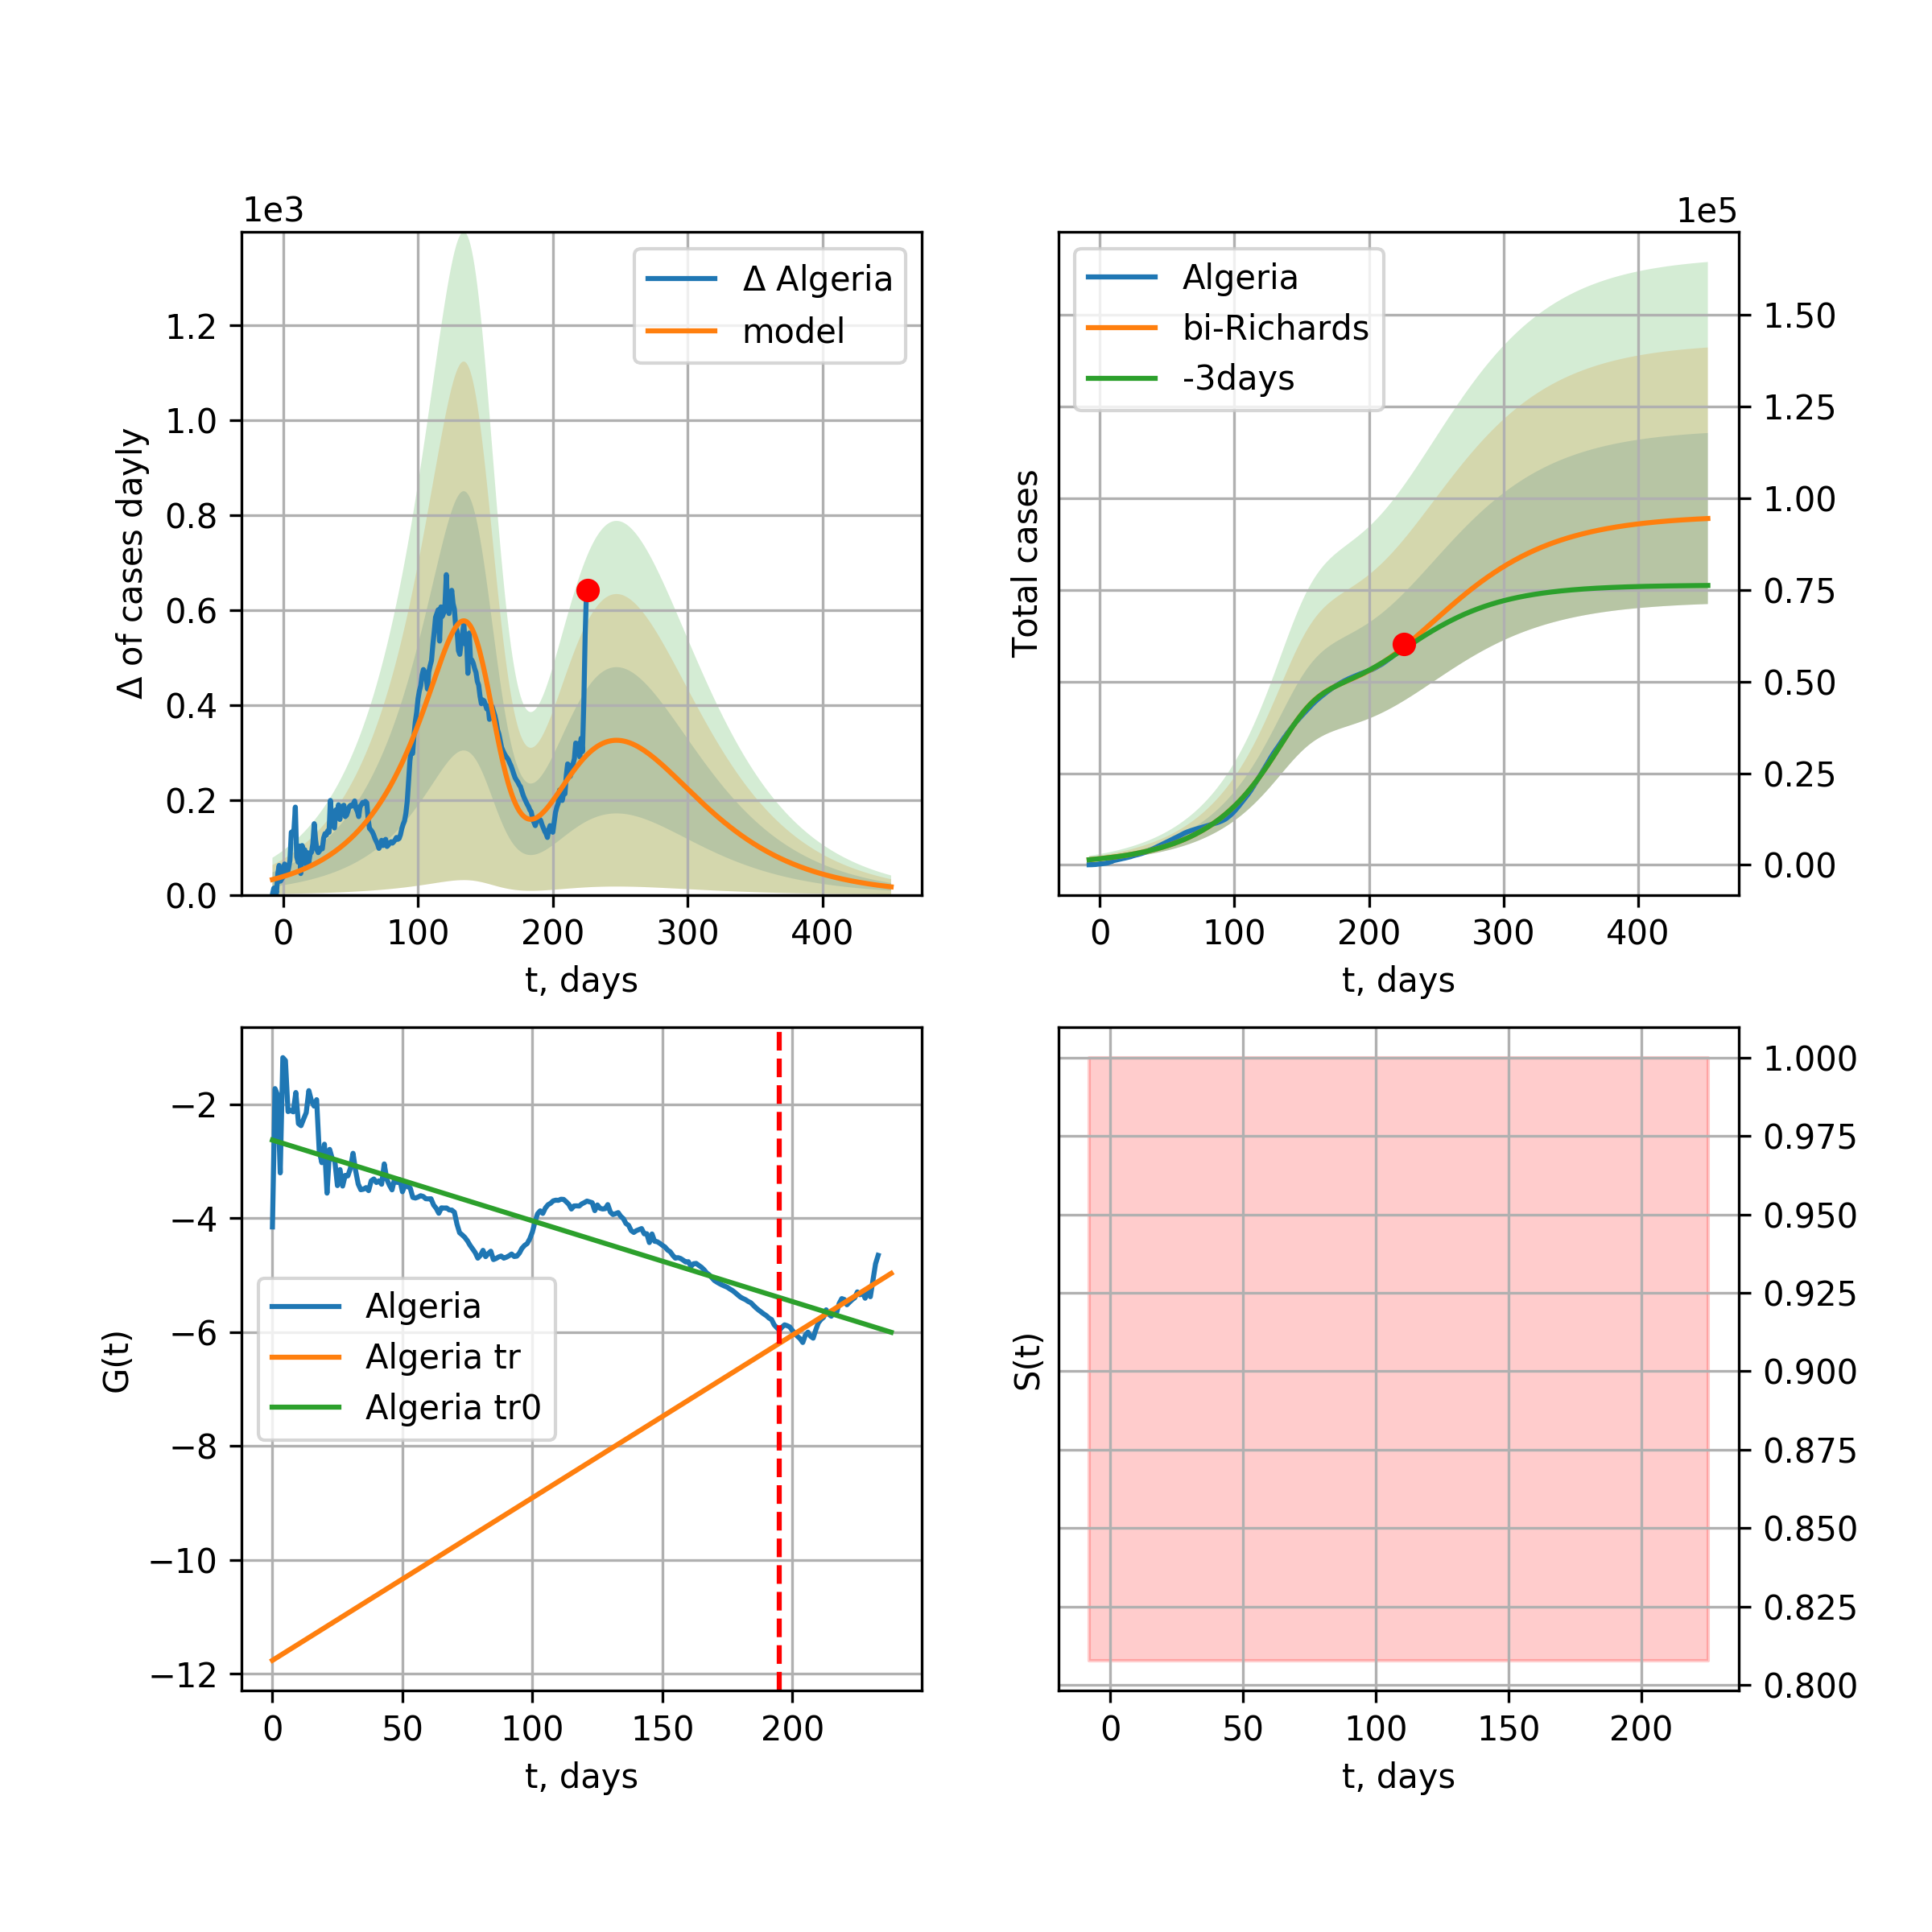 1e3
Δ Algeria
model
1.2
1.0
0.8
0.6
0.4
0.2
0.0
Δ of cases dayly
0 100 200 300 400
t, days
1e5
Algeria
bi-Richards
-3days
1.50
1.25
1.00
0.75
0.50
0.25
0.00
Total cases
0 100 200 300 400
t, days
−2
−4
−6
−8
−10
−12
G(t)
Algeria
Algeria tr
Algeria tr0
0 50 100 150 200
t, days
1.000
0.975
0.950
0.925
0.900
0.875
0.850
0.825
0.800
S(t)
0 50 100 150 200
t, days